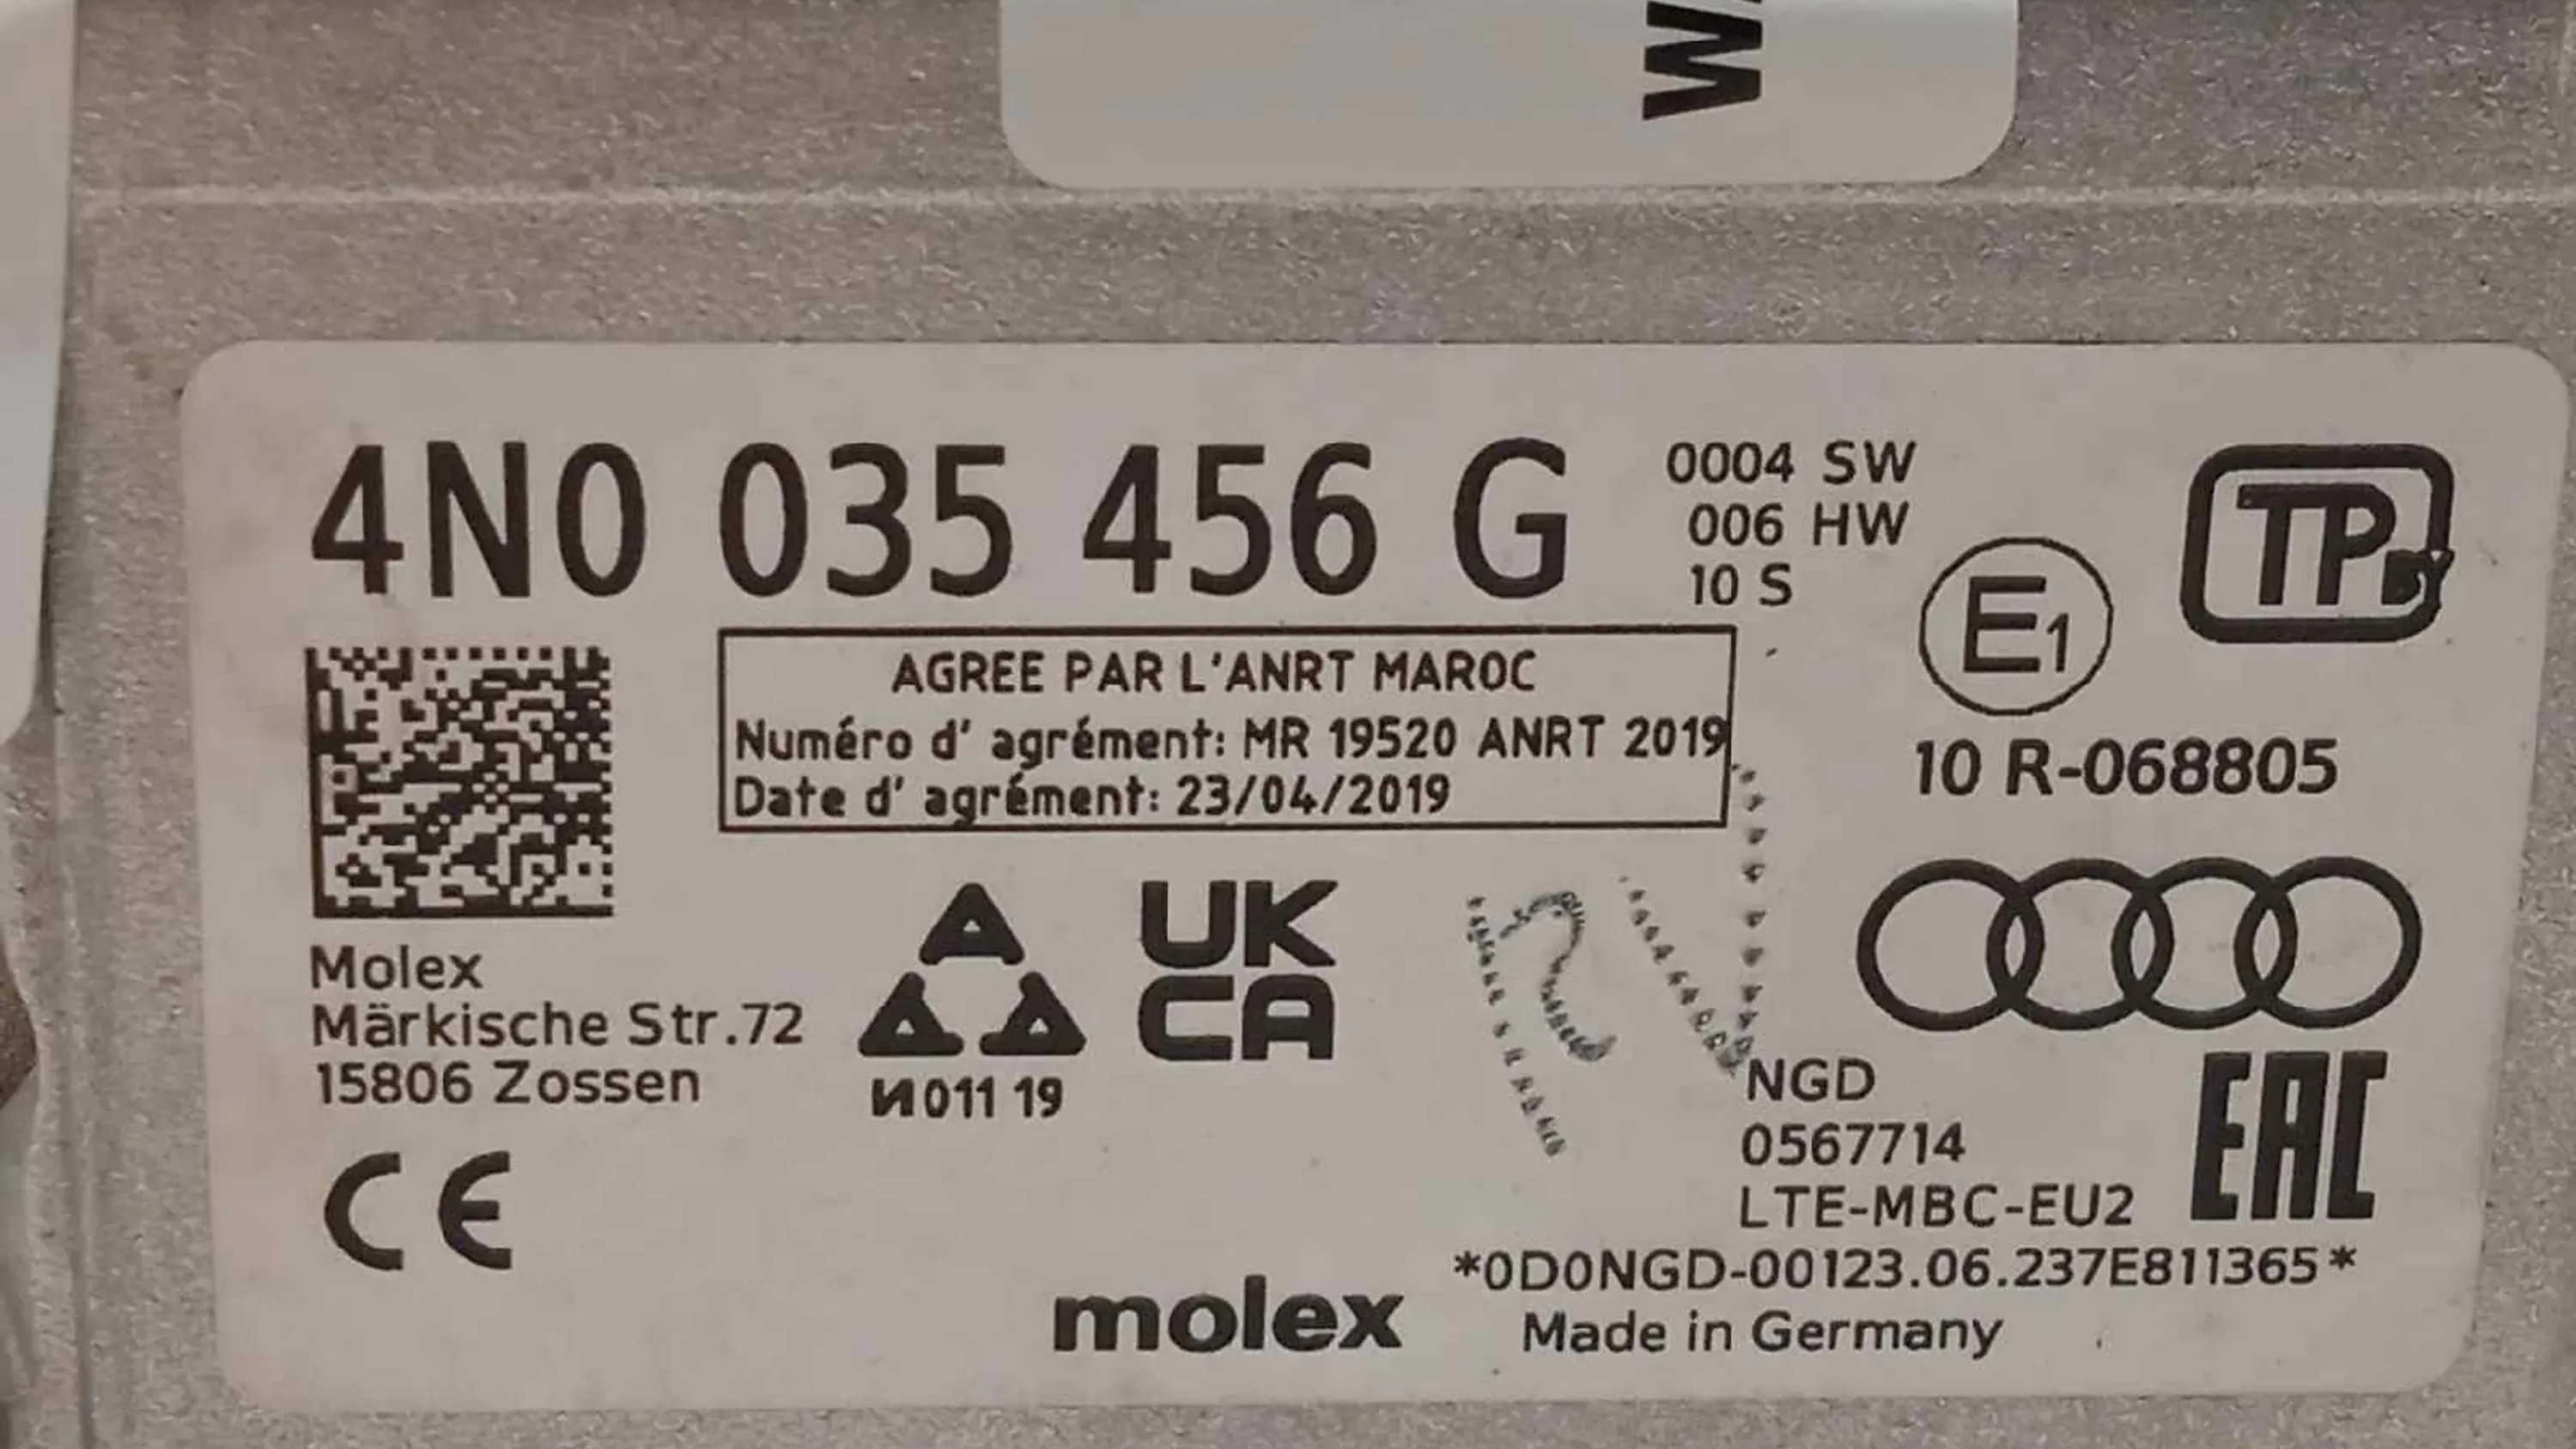 4N0 035 456 G
0004 SW
006 HW
10 S
TP
BY
E1
10 R-068805
AGREE PAR L'ANRT MAROC
Numéro d' agrément: MR 19520 ANRT 2019
Date d' agrément: 23/04/2019
Molex
Märkische Str.72
15806 Zossen
И011 19
UK
CA
CE
NGD
0567714
LTE-MBC-EU2
EAC
*0D0NGD-00123.06.237E811365*
molex
Made in Germany